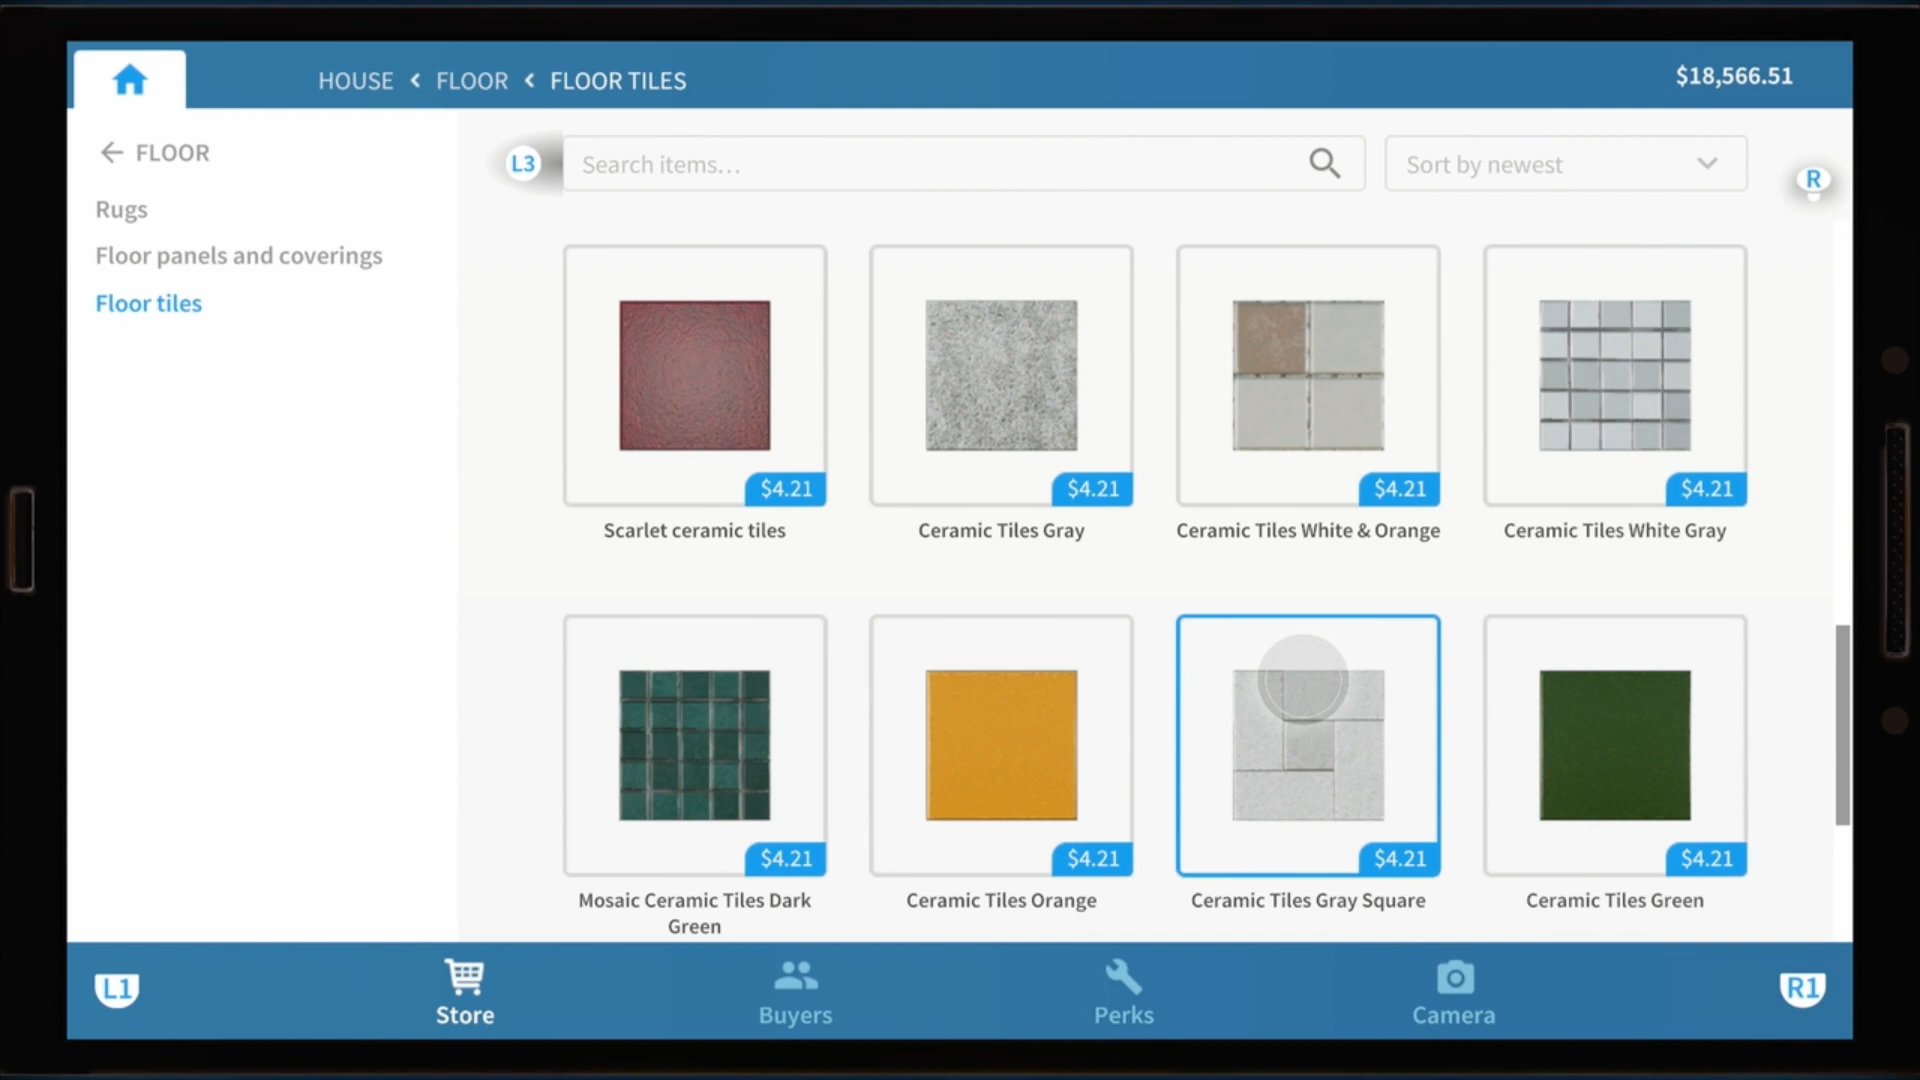 HOUSE < FLOOR < FLOOR TILES
$18,566.51
← FLOOR
Rugs
Floor panels and coverings
Floor tiles
L3
Search items...
Sort by newest
R
$4.21
$4.21
$4.21
$4.21
Scarlet ceramic tiles
Ceramic Tiles Gray
Ceramic Tiles White & Orange
Ceramic Tiles White Gray
$4.21
$4.21
$4.21
$4.21
Mosaic Ceramic Tiles Dark
Green
Ceramic Tiles Orange
Ceramic Tiles Gray Square
Ceramic Tiles Green
L1
Store
Buyers
Perks
Camera
R1